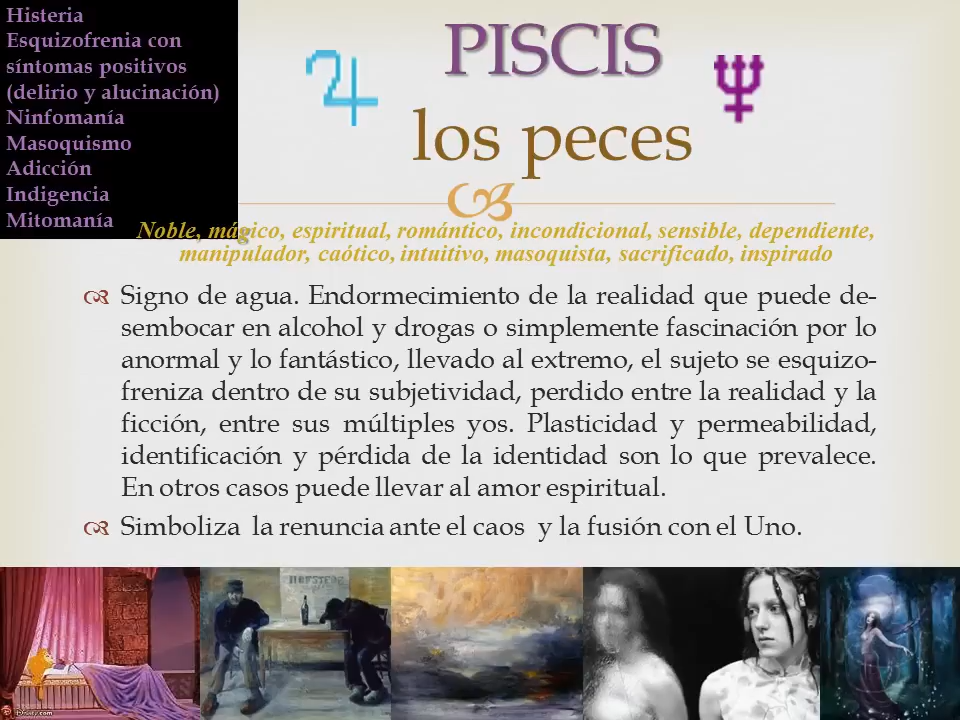 Histeria
Esquizofrenia con
síntomas positivos
(delirio y alucinación)
Ninfomanía
Masoquismo
Adicción
Indigencia
Mitomanía
PISCIS
los peces
Noble, mágico, espiritual, romántico, incondicional, sensible, dependiente,
manipulador, caótico, intuitivo, masoquista, sacrificado, inspirado
Signo de agua. Endormecimiento de la realidad que puede de-
sembocar en alcohol y drogas o simplemente fascinación por lo
anormal y lo fantástico, llevado al extremo, el sujeto se esquizo-
freniza dentro de su subjetividad, perdido entre la realidad y la
ficción, entre sus múltiples yos. Plasticidad y permeabilidad,
identificación y pérdida de la identidad son lo que prevalece.
En otros casos puede llevar al amor espiritual.
Simboliza la renuncia ante el caos y la fusión con el Uno.